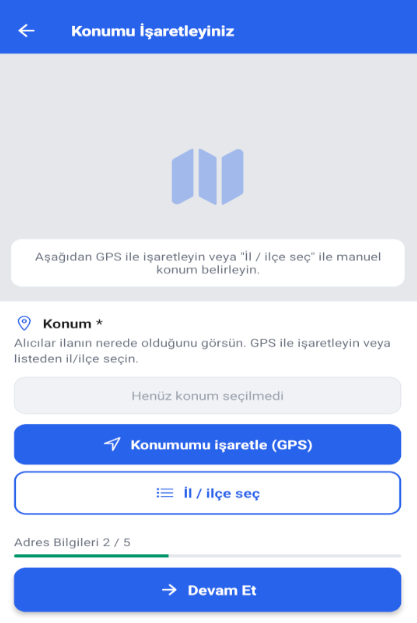 Konumu İşaretleyiniz
Aşağıdan GPS ile işaretleyin veya "İl / ilçe seç" ile manuel
konum belirleyin.
Konum *
Alıcılar ilanın nerede olduğunu görsün. GPS ile işaretleyin veya
listeden il/ilçe seçin.
Henüz konum seçilmedi
Konumumu işaretle (GPS)
İl / ilçe seç
Adres Bilgileri 2 / 5
Devam Et